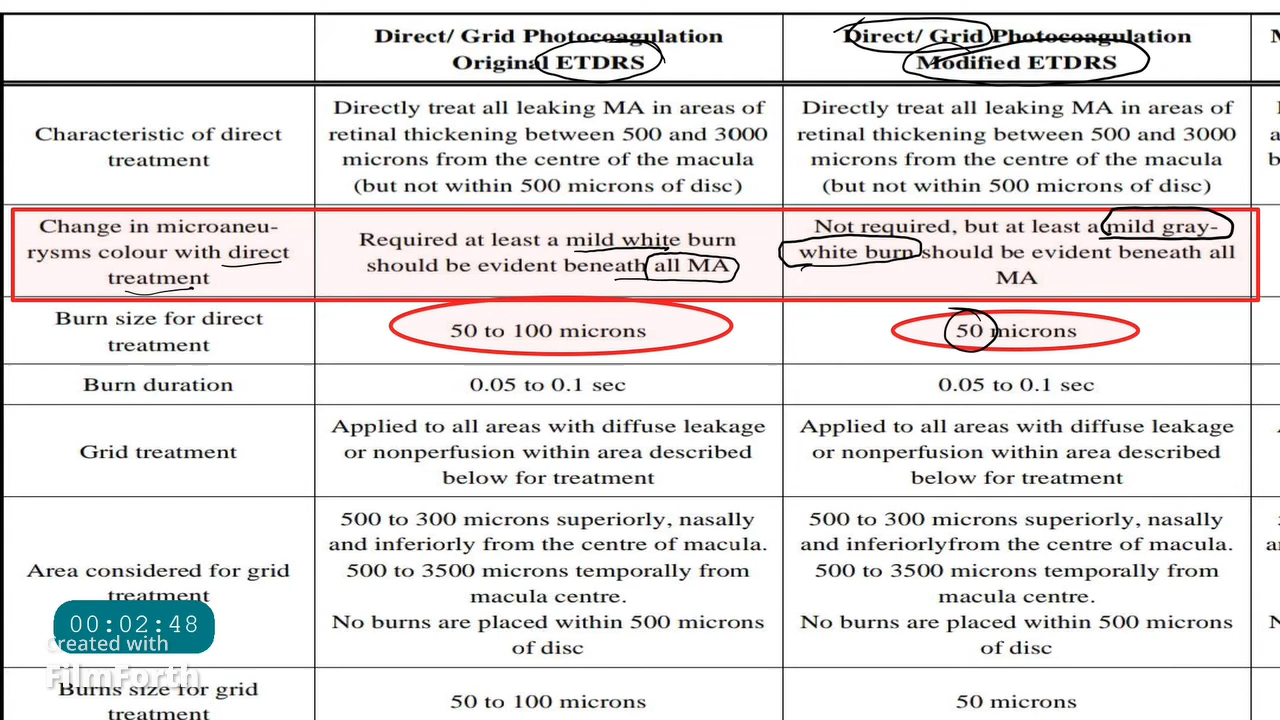 Direct/ Grid Photocoagulation
Original ETDRS
Direct/ Grid Photocoagulation
Modified ETDRS
Characteristic of direct
treatment
Directly treat all leaking MA in areas of
retinal thickening between 500 and 3000
microns from the centre of the macula
(but not within 500 microns of disc)
Directly treat all leaking MA in areas of
retinal thickening between 500 and 3000
microns from the centre of the macula
(but not within 500 microns of disc)
Change in microaneu-
rysms colour with direct
treatment
Required at least a mild white burn
should be evident beneath all MA
Not required, but at least a mild gray-
white burn should be evident beneath all
MA
Burn size for direct
treatment
50 to 100 microns
50 microns
Burn duration
0.05 to 0.1 sec
0.05 to 0.1 sec
Grid treatment
Applied to all areas with diffuse leakage
or nonperfusion within area described
below for treatment
Applied to all areas with diffuse leakage
or nonperfusion within area described
below for treatment
Area considered for grid
treatment
500 to 300 microns superiorly, nasally
and inferiorly from the centre of macula.
500 to 3500 microns temporally from
macula centre.
No burns are placed within 500 microns
of disc
500 to 300 microns superiorly, nasally
and inferiorlyfrom the centre of macula.
500 to 3500 microns temporally from
macula centre.
No burns are placed within 500 microns
of disc
00:02:48
Created with
FilmForth
Burns size for grid
treatment
50 to 100 microns
50 microns